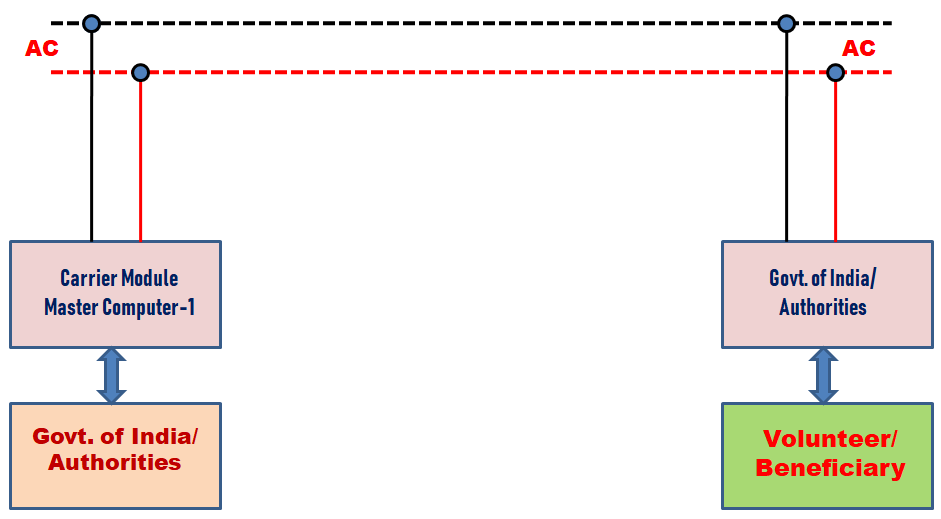 AC
AC
Carrier Module
Master Computer-1
Govt. of India/
Authorities
Govt. of India/
Authorities
Volunteer/
Beneficiary